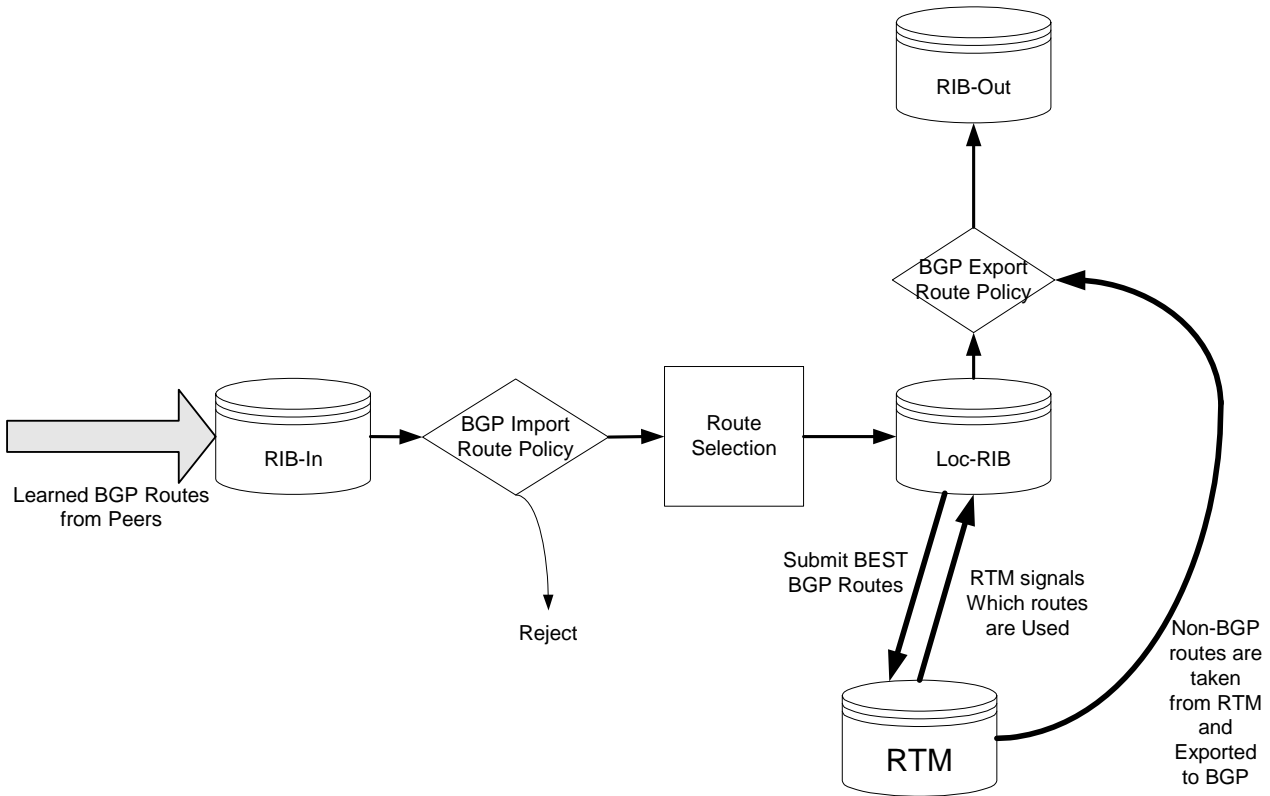 RIB-Out
BGP Export
Route Policy
Learned BGP Routes
from Peers
RIB-In
BGP Import
Route Policy
Reject
Route
Selection
Loc-RIB
Submit BEST
BGP Routes
RTM signals
Which routes
are Used
RTM
Non-BGP
routes are
taken
from RTM
and
Exported
to BGP